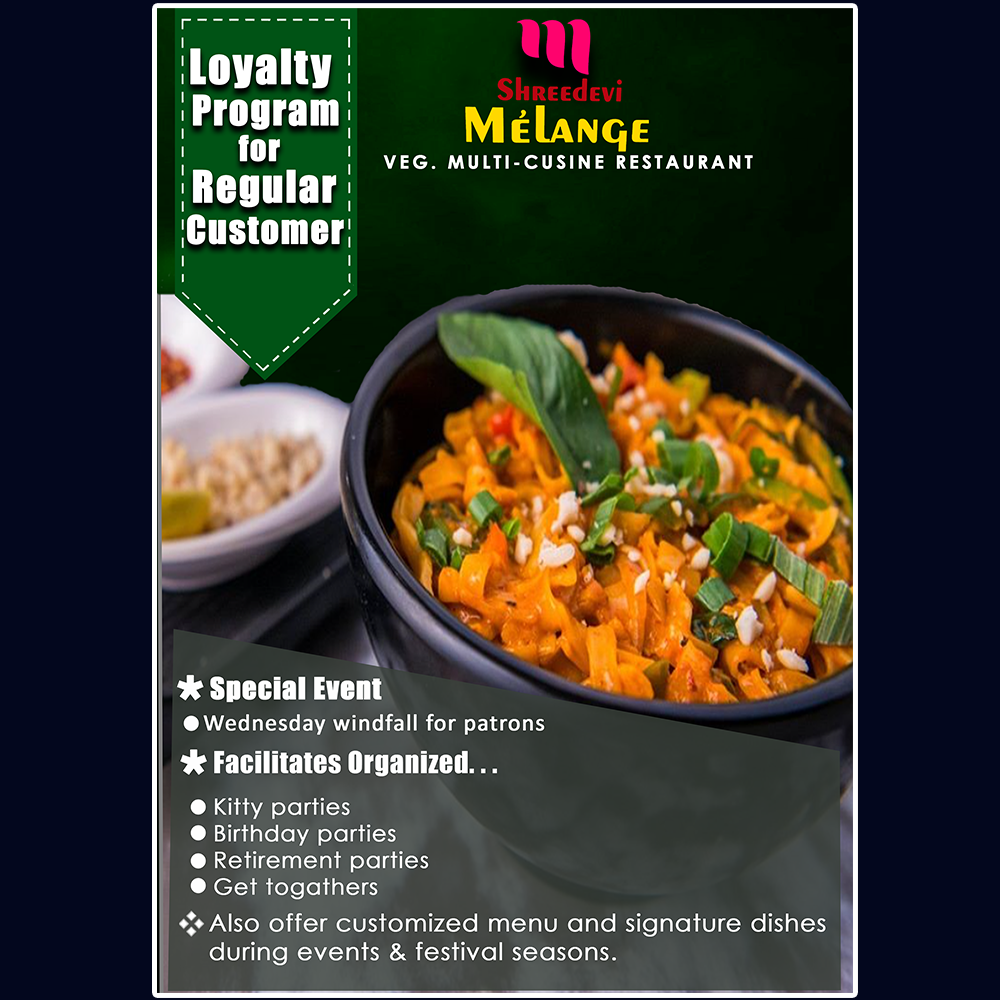 Loyalty
Program
for
Regular
Customer
Shreedevi
Mélange
VEG. MULTI-CUSINE RESTAURANT
Special Event
Wednesday windfall for patrons
Facilitates Organized...
Kitty parties
Birthday parties
Retirement parties
Get togathers
Also offer customized menu and signature dishes
during events & festival seasons.